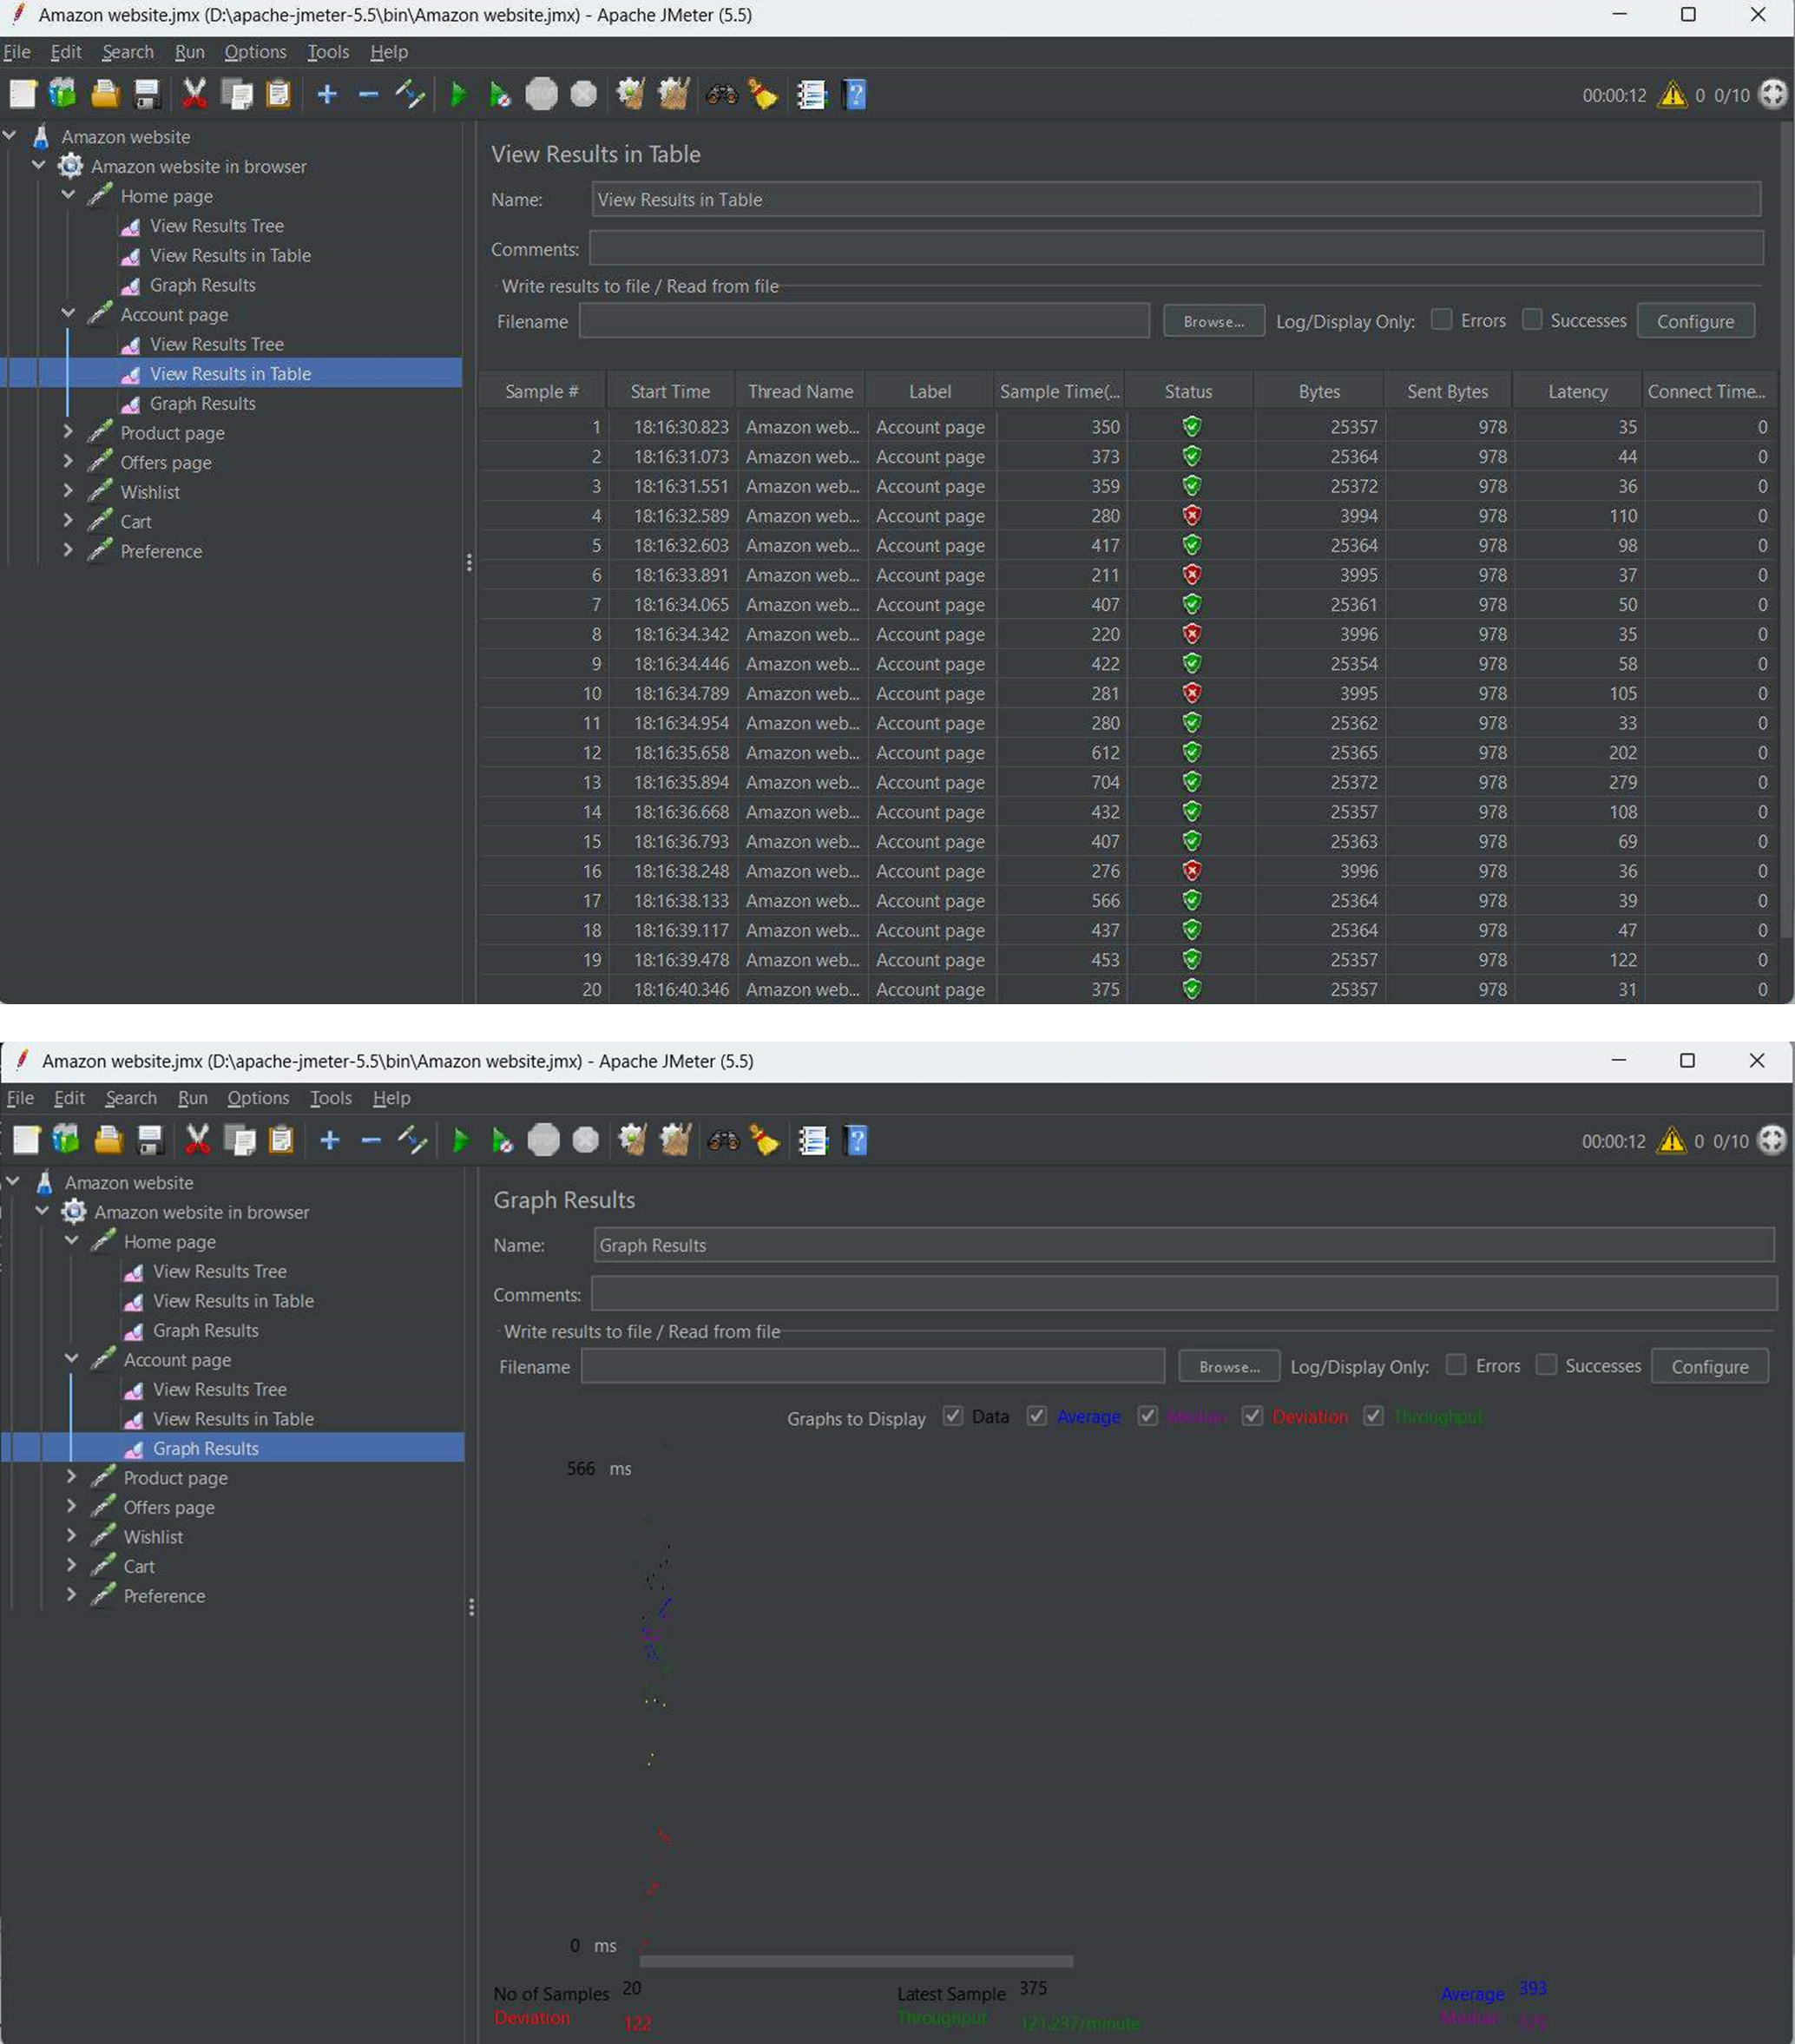 Amazon website.jmx (D:\apache-jmeter-5.5\bin\Amazon website.jmx) - Apache JMeter (5.5)
File Edit Search Run Options Tools Help
00:00:12 0 0/10
Amazon website
Amazon website in browser
Home page
View Results Tree
View Results in Table
Graph Results
Account page
View Results Tree
View Results in Table
Graph Results
Product page
Offers page
Wishlist
Cart
Preference
View Results in Table
Name: View Results in Table
Comments:
Write results to file / Read from file
Filename Browse... Log/Display Only: Errors Successes Configure
Sample # Start Time Thread Name Label Sample Time(... Status Bytes Sent Bytes Latency Connect Time...
1 18:16:30.823 Amazon web... Account page 350 25357 978 35 0
2 18:16:31.073 Amazon web... Account page 373 25364 978 44 0
3 18:16:31.551 Amazon web... Account page 359 25372 978 36 0
4 18:16:32.589 Amazon web... Account page 280 3994 978 110 0
5 18:16:32.603 Amazon web... Account page 417 25364 978 98 0
6 18:16:33.891 Amazon web... Account page 211 3995 978 37 0
7 18:16:34.065 Amazon web... Account page 407 25361 978 50 0
8 18:16:34.342 Amazon web... Account page 220 3996 978 35 0
9 18:16:34.446 Amazon web... Account page 422 25354 978 58 0
10 18:16:34.789 Amazon web... Account page 281 3995 978 105 0
11 18:16:34.954 Amazon web... Account page 280 25362 978 33 0
12 18:16:35.658 Amazon web... Account page 612 25365 978 202 0
13 18:16:35.894 Amazon web... Account page 704 25372 978 279 0
14 18:16:36.668 Amazon web... Account page 432 25357 978 108 0
15 18:16:36.793 Amazon web... Account page 407 25363 978 69 0
16 18:16:38.248 Amazon web... Account page 276 3996 978 36 0
17 18:16:38.133 Amazon web... Account page 566 25364 978 39 0
18 18:16:39.117 Amazon web... Account page 437 25364 978 47 0
19 18:16:39.478 Amazon web... Account page 453 25357 978 122 0
20 18:16:40.346 Amazon web... Account page 375 25357 978 31 0
Amazon website.jmx (D:\apache-jmeter-5.5\bin\Amazon website.jmx) - Apache JMeter (5.5)
File Edit Search Run Options Tools Help
00:00:12 0 0/10
Amazon website
Amazon website in browser
Home page
View Results Tree
View Results in Table
Graph Results
Account page
View Results Tree
View Results in Table
Graph Results
Product page
Offers page
Wishlist
Cart
Preference
Graph Results
Name: Graph Results
Comments:
Write results to file / Read from file
Filename Browse... Log/Display Only: Errors Successes Configure
Graphs to Display Data Average Median Deviation Throughput
566 ms
0 ms
No of Samples 20 Latest Sample 375 Average 393
Deviation 122 Throughput 121.237/minute Median